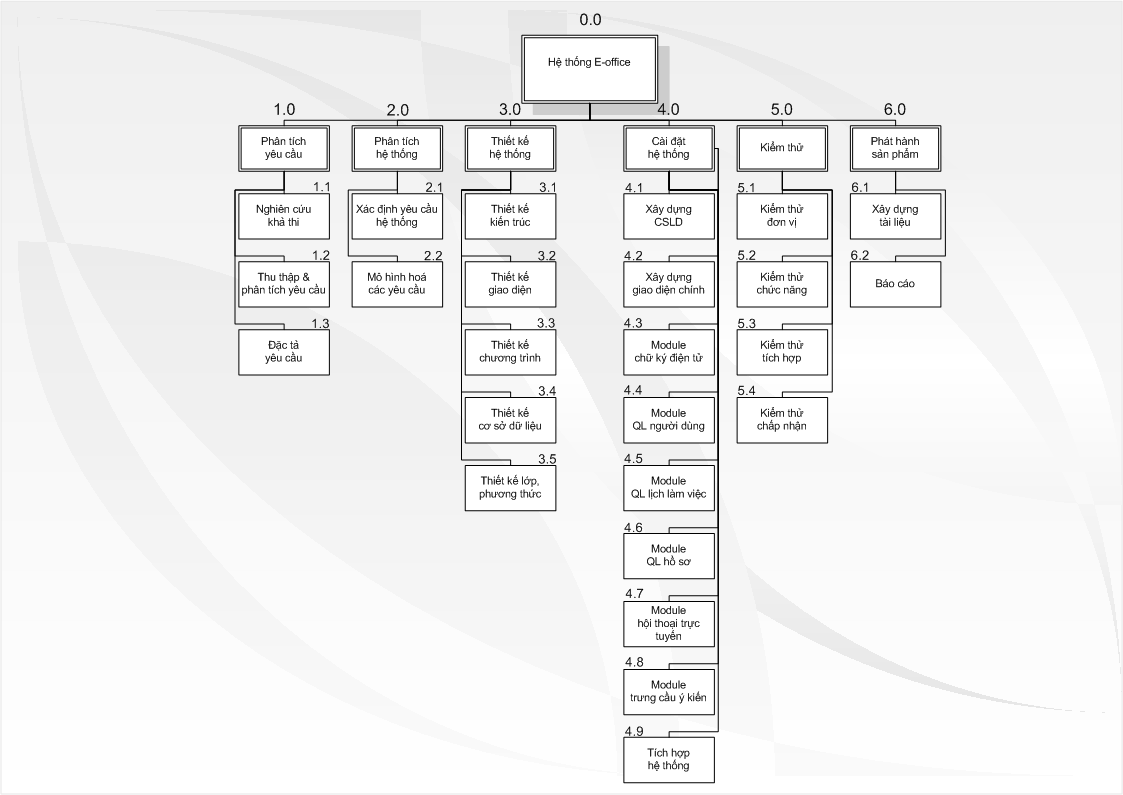 0.0
Hệ thống E-office
1.0
2.0
3.0
4.0
5.0
6.0
Phân tích
yêu cầu
Phân tích
hệ thống
Thiết kế
hệ thống
Cài đặt
hệ thống
Kiểm thử
Phát hành
sản phẩm
1.1
Nghiên cứu
khả thi
1.2
Thu thập &
phân tích yêu cầu
1.3
Đặc tả
yêu cầu
2.1
Xác định yêu cầu
hệ thống
2.2
Mô hình hoá
các yêu cầu
3.1
Thiết kế
kiến trúc
3.2
Thiết kế
giao diện
3.3
Thiết kế
chương trình
3.4
Thiết kế
cơ sở dữ liệu
3.5
Thiết kế lớp,
phương thức
4.1
Xây dựng
CSLD
4.2
Xây dựng
giao diện chính
4.3
Module
chữ ký điện tử
4.4
Module
QL người dùng
4.5
Module
QL lịch làm việc
4.6
Module
QL hồ sơ
4.7
Module
hội thoại trực
tuyến
4.8
Module
trưng cầu ý kiến
4.9
Tích hợp
hệ thống
5.1
Kiểm thử
đơn vị
5.2
Kiểm thử
chức năng
5.3
Kiểm thử
tích hợp
5.4
Kiểm thử
chấp nhận
6.1
Xây dựng
tài liệu
6.2
Báo cáo